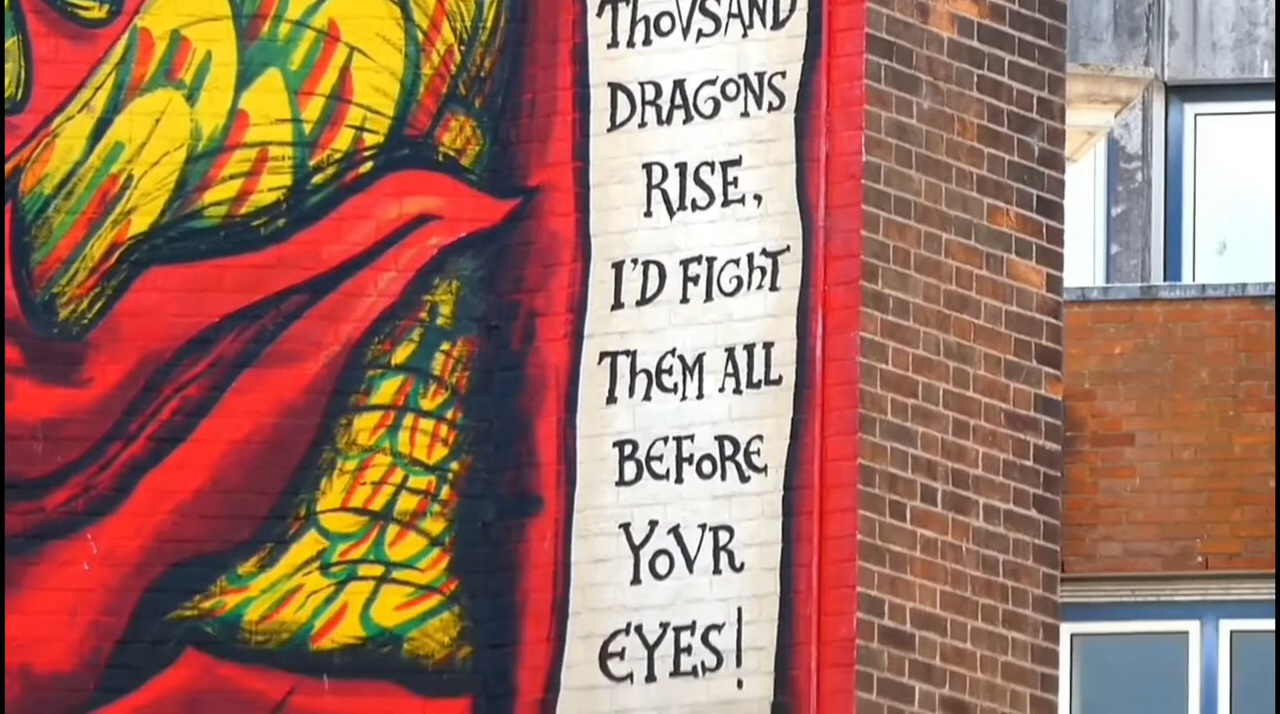 THOVSAND
DRAGONS
RISE,
I'D FIGHT
THEM ALL
BEFORE
YOVR
EYES!